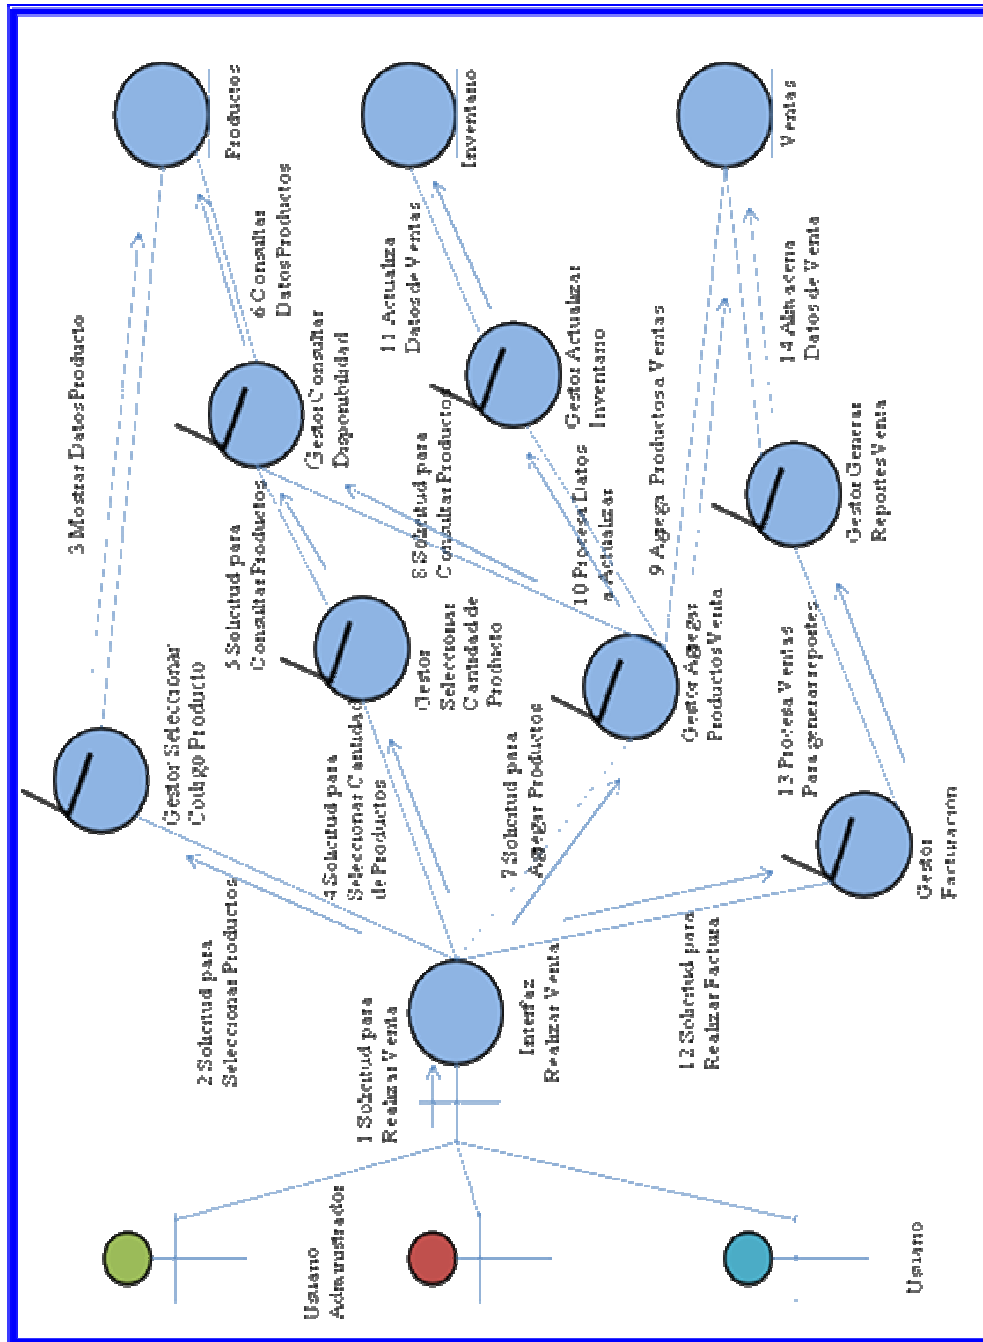 Productos
Inventario
Ventas
3 Mostrar Datos Producto
6 Consultar
Datos Productos
11 Actualiza
Datos de Ventas
14 Almacena
Datos de Venta
Gestor Consultar
Disponibilidad
Gestor Actualizar
Inventario
9 Agrega Productos a Ventas
Gestor Generar
Reportes Venta
5 Solicitud para
Consultar Productos
8 Solicitud para
Consultar Productos
10 Procesa Datos
a Actualizar
Gestor Seleccionar
Codigo Producto
Gestor
Seleccionar
Cantidad de
Producto
Gestor Agregar
Productos Venta
13 Procesa Ventas
Para generar reportes
4 Solicitud para
Seleccionar Cantidad
de Productos
7 Solicitud para
Agregar Productos
Gestor
Facturación
2 Solicitud para
Seleccionar Productos
1 Solicitud para
Realizar Venta
Interfaz
Realizar Venta
12 Solicitud para
Realizar Factura
Usuario
Administrador
Usuario